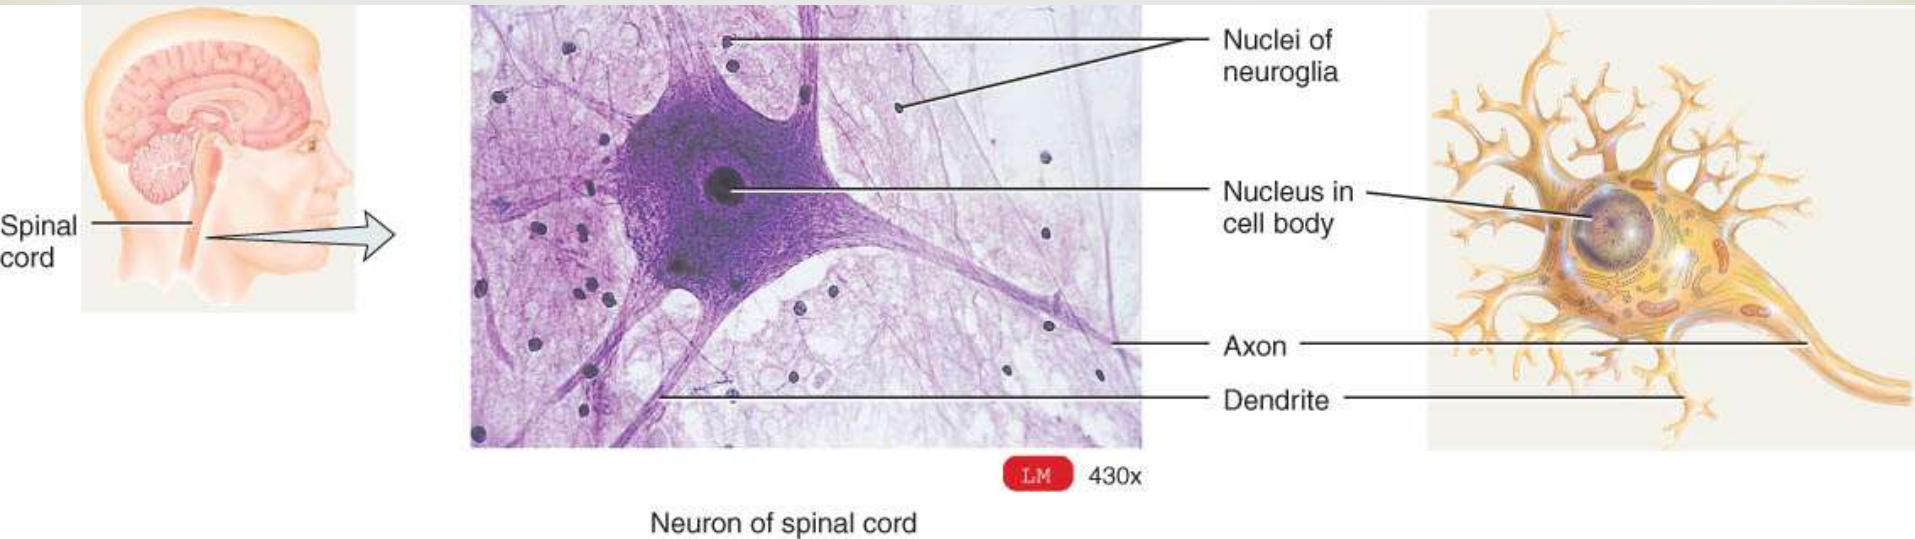 Spinal
cord
Nuclei of
neuroglia
Nucleus in
cell body
Axon
Dendrite
LM 430x
Neuron of spinal cord